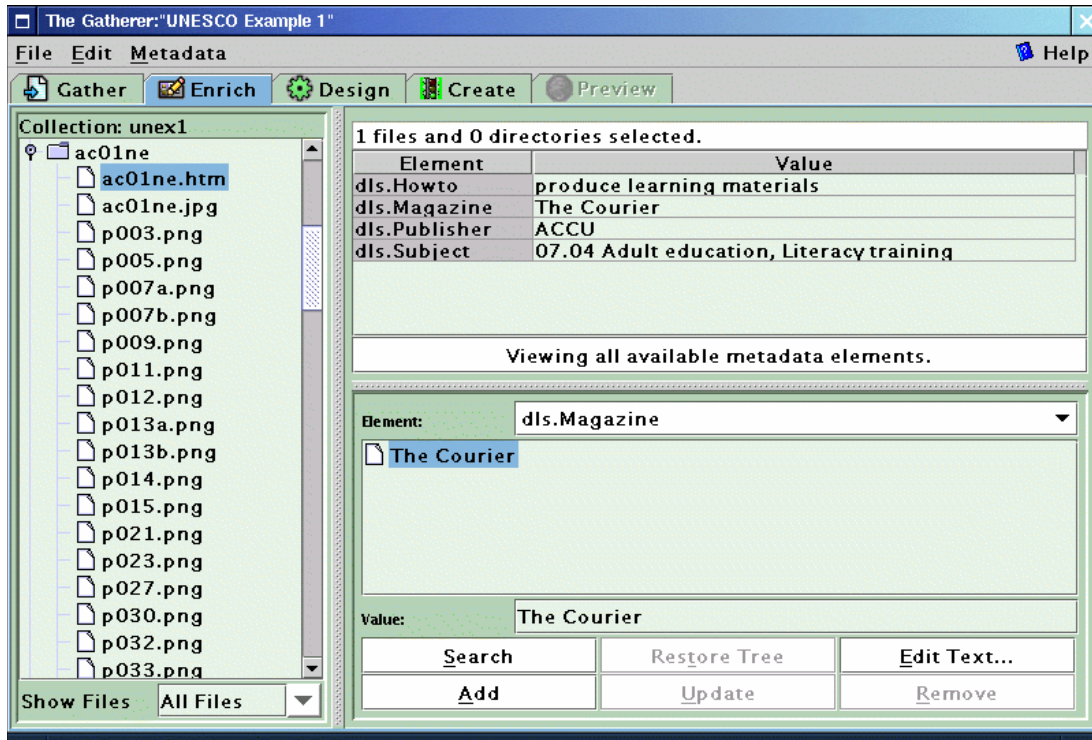 The Gatherer:"UNESCO Example 1"
File Edit Metadata Help
Gather Enrich Design Create Preview
Collection: unex1
ac01ne
ac01ne.htm
ac01ne.jpg
p003.png
p005.png
p007a.png
p007b.png
p009.png
p011.png
p012.png
p013a.png
p013b.png
p014.png
p015.png
p021.png
p023.png
p027.png
p030.png
p032.png
p033.png
Show Files All Files
1 files and 0 directories selected.
Element Value
dls.Howto produce learning materials
dls.Magazine The Courier
dls.Publisher ACCU
dls.Subject 07.04 Adult education, Literacy training
Viewing all available metadata elements.
Element: dls.Magazine
The Courier
Value: The Courier
Search Restore Tree Edit Text...
Add Update Remove